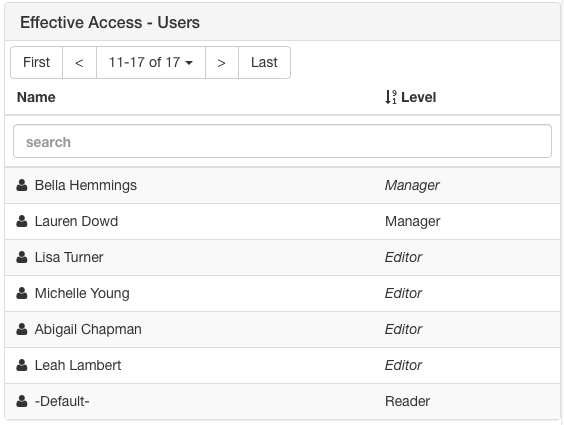 Effective Access - Users
First < 11-17 of 17 > Last
Name Level
search
Bella Hemmings Manager
Lauren Dowd Manager
Lisa Turner Editor
Michelle Young Editor
Abigail Chapman Editor
Leah Lambert Editor
-Default- Reader